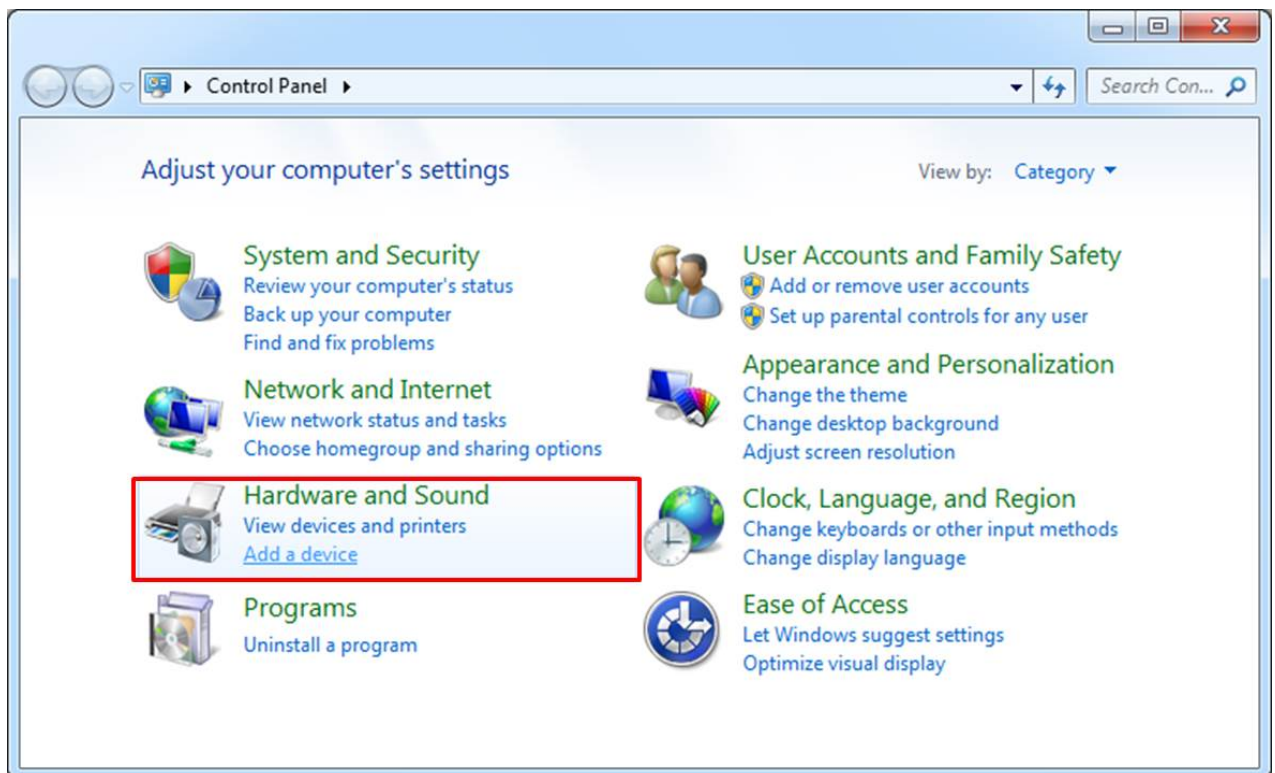 Control Panel
Search Con...
Adjust your computer's settings
View by: Category
System and Security
Review your computer's status
Back up your computer
Find and fix problems
Network and Internet
View network status and tasks
Choose homegroup and sharing options
Hardware and Sound
View devices and printers
Add a device
Programs
Uninstall a program
User Accounts and Family Safety
Add or remove user accounts
Set up parental controls for any user
Appearance and Personalization
Change the theme
Change desktop background
Adjust screen resolution
Clock, Language, and Region
Change keyboards or other input methods
Change display language
Ease of Access
Let Windows suggest settings
Optimize visual display